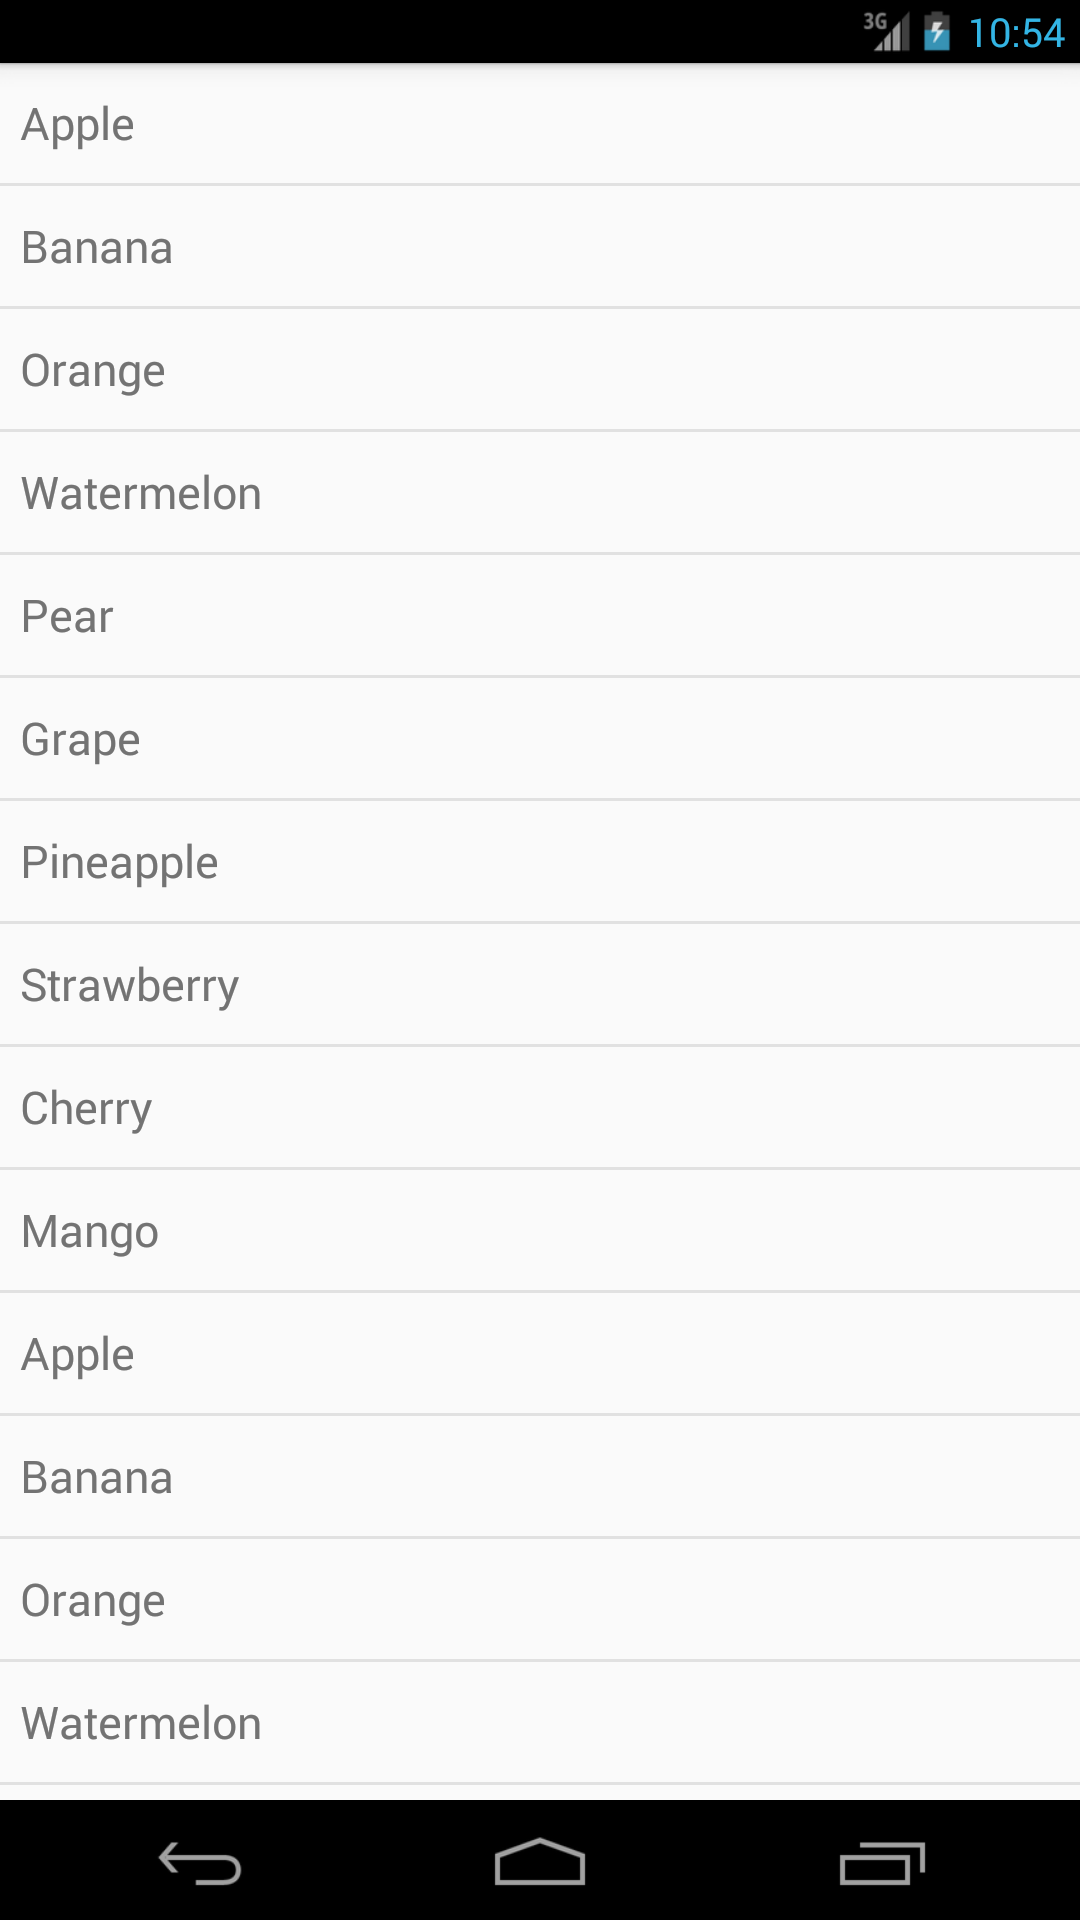 3G 10:54
Apple
Banana
Orange
Watermelon
Pear
Grape
Pineapple
Strawberry
Cherry
Mango
Apple
Banana
Orange
Watermelon